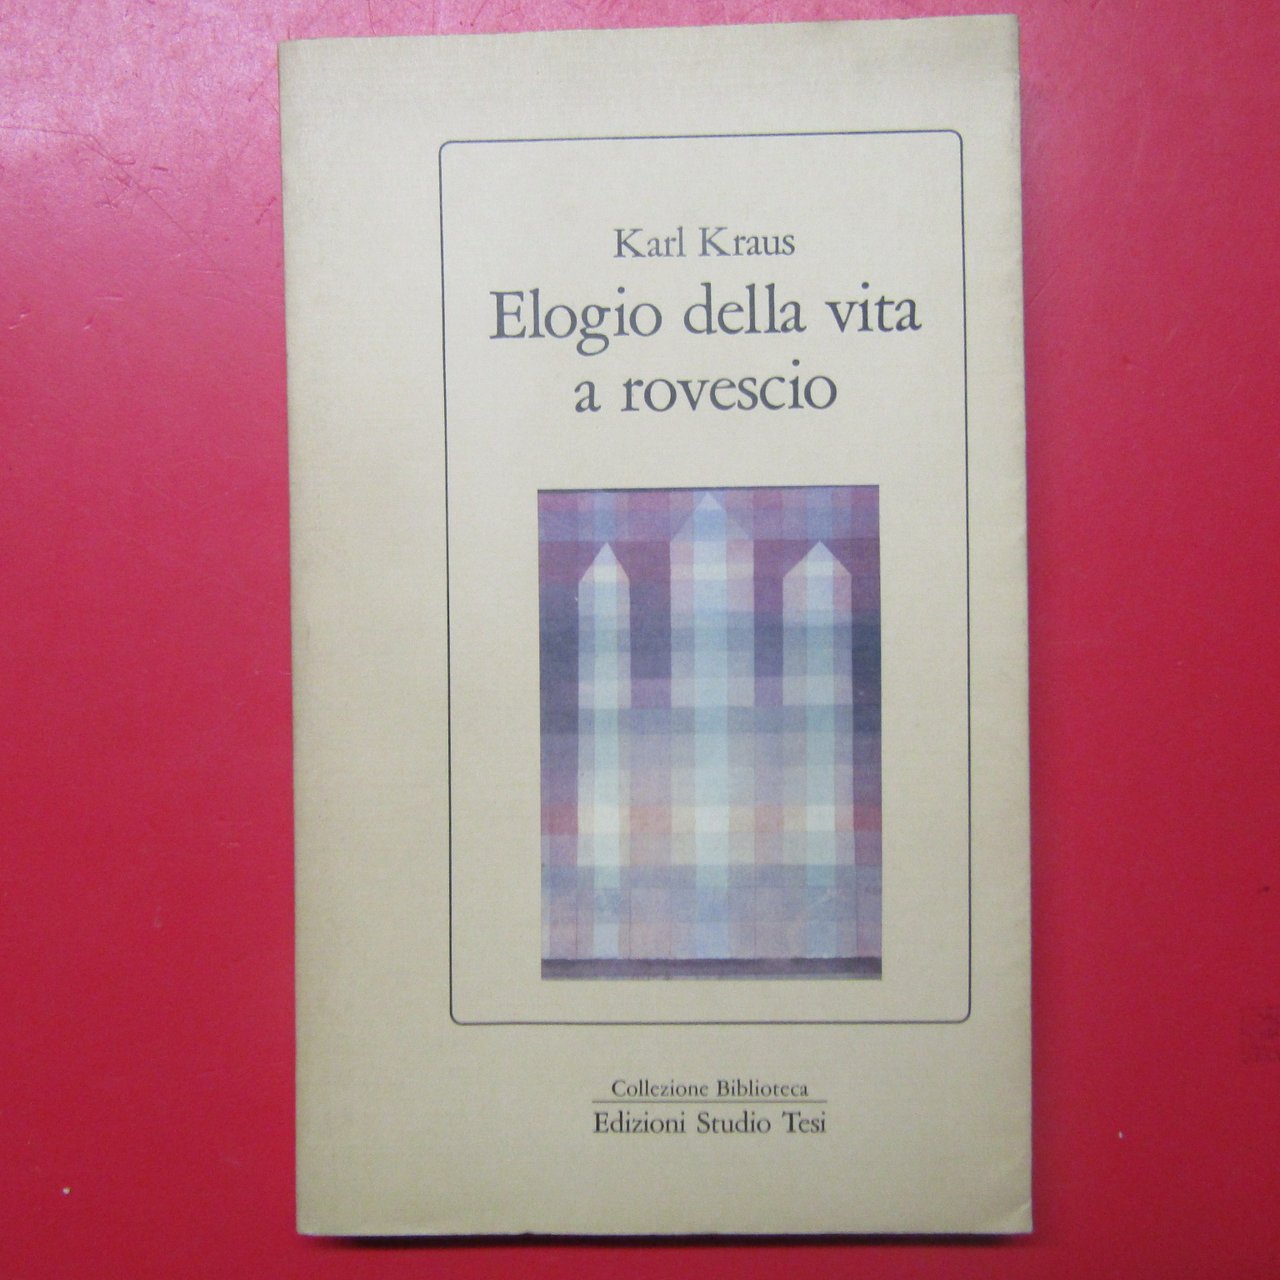 Karl Kraus
Elogio della vita
a rovescio
Collezione Biblioteca
Edizioni Studio Tesi